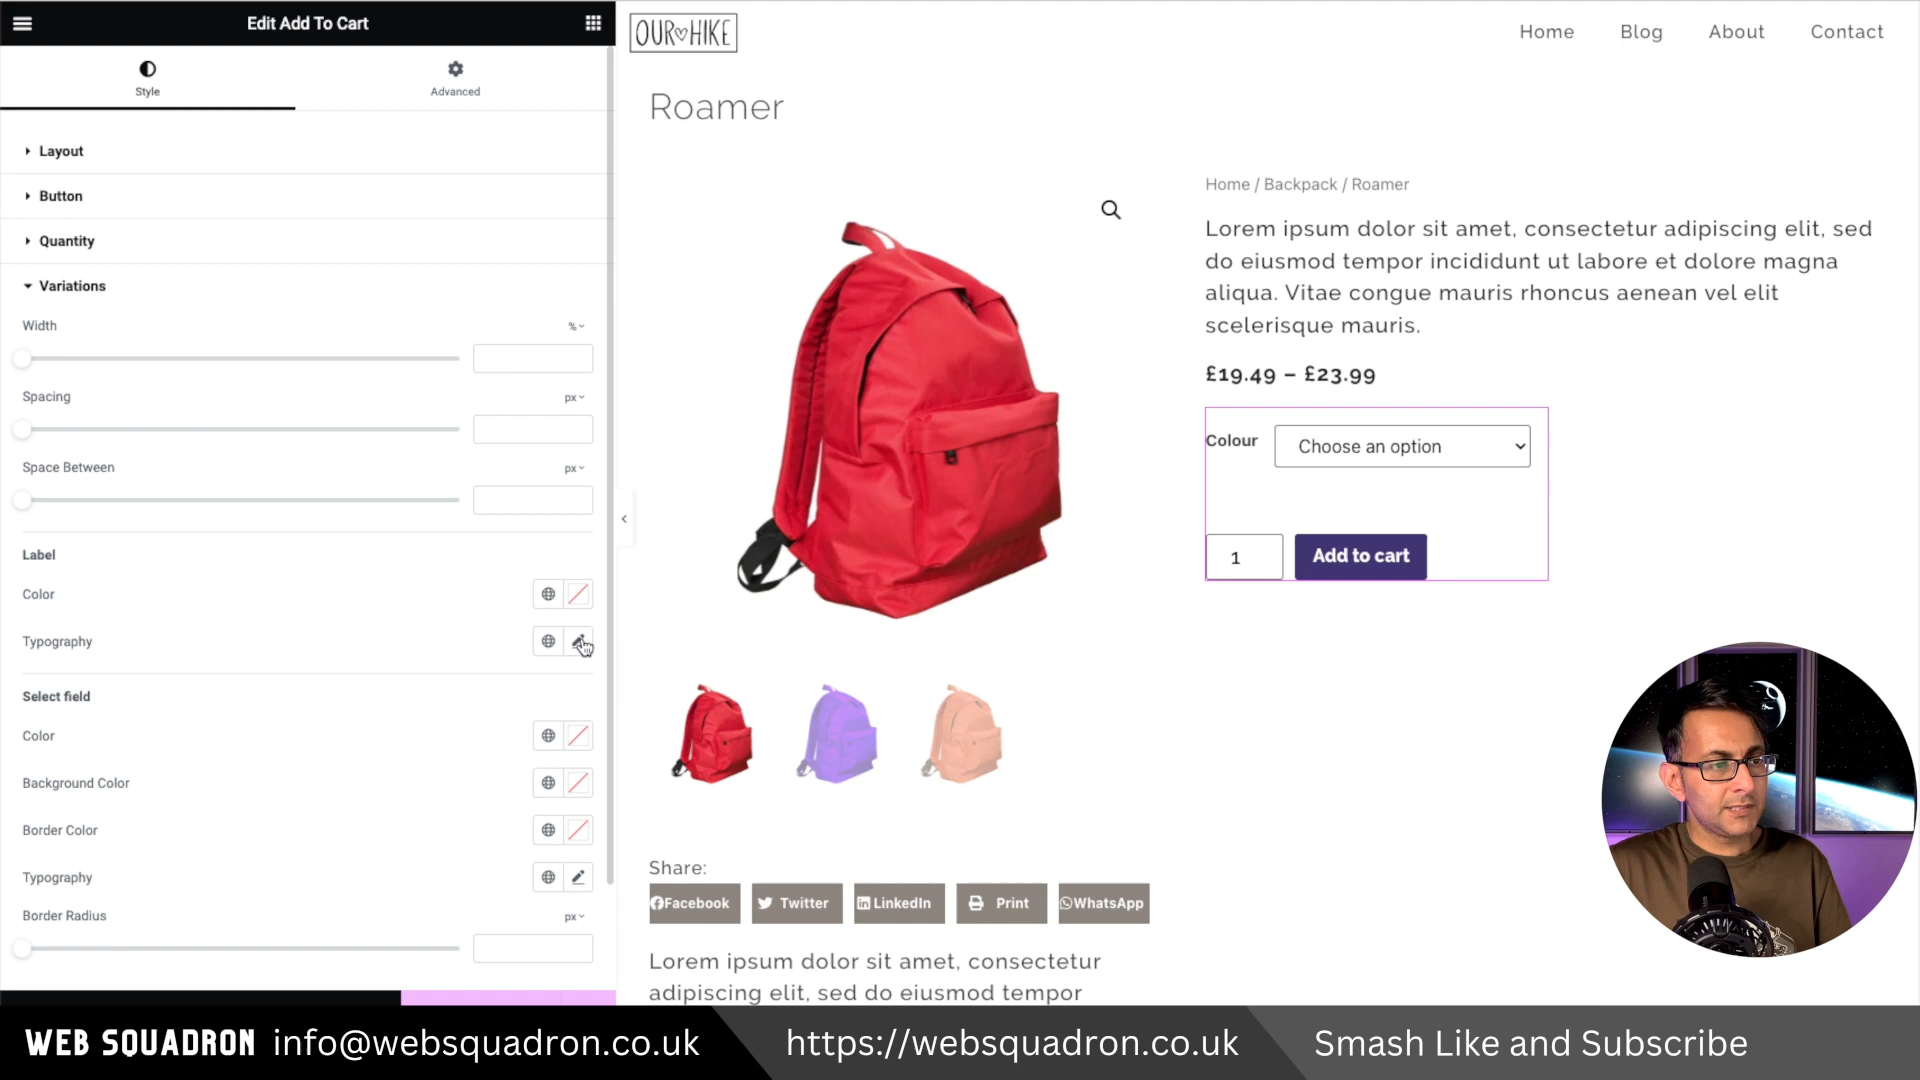 Edit Add To Cart
Style
Advanced
Layout
Button
Quantity
Variations
Width
%
Spacing
px
Space Between
px
Label
Color
Typography
Select field
Color
Background Color
Border Color
Typography
Border Radius
px
OUR HIKE
Home
Blog
About
Contact
Roamer
Home / Backpack / Roamer
Lorem ipsum dolor sit amet, consectetur adipiscing elit, sed
do eiusmod tempor incididunt ut labore et dolore magna
aliqua. Vitae congue mauris rhoncus aenean vel elit
scelerisque mauris.
£19.49 – £23.99
Colour
Choose an option
1
Add to cart
Share:
Facebook
Twitter
LinkedIn
Print
WhatsApp
Lorem ipsum dolor sit amet, consectetur
adipiscing elit, sed do eiusmod tempor
WEB SQUADRON info@websquadron.co.uk
https://websquadron.co.uk
Smash Like and Subscribe